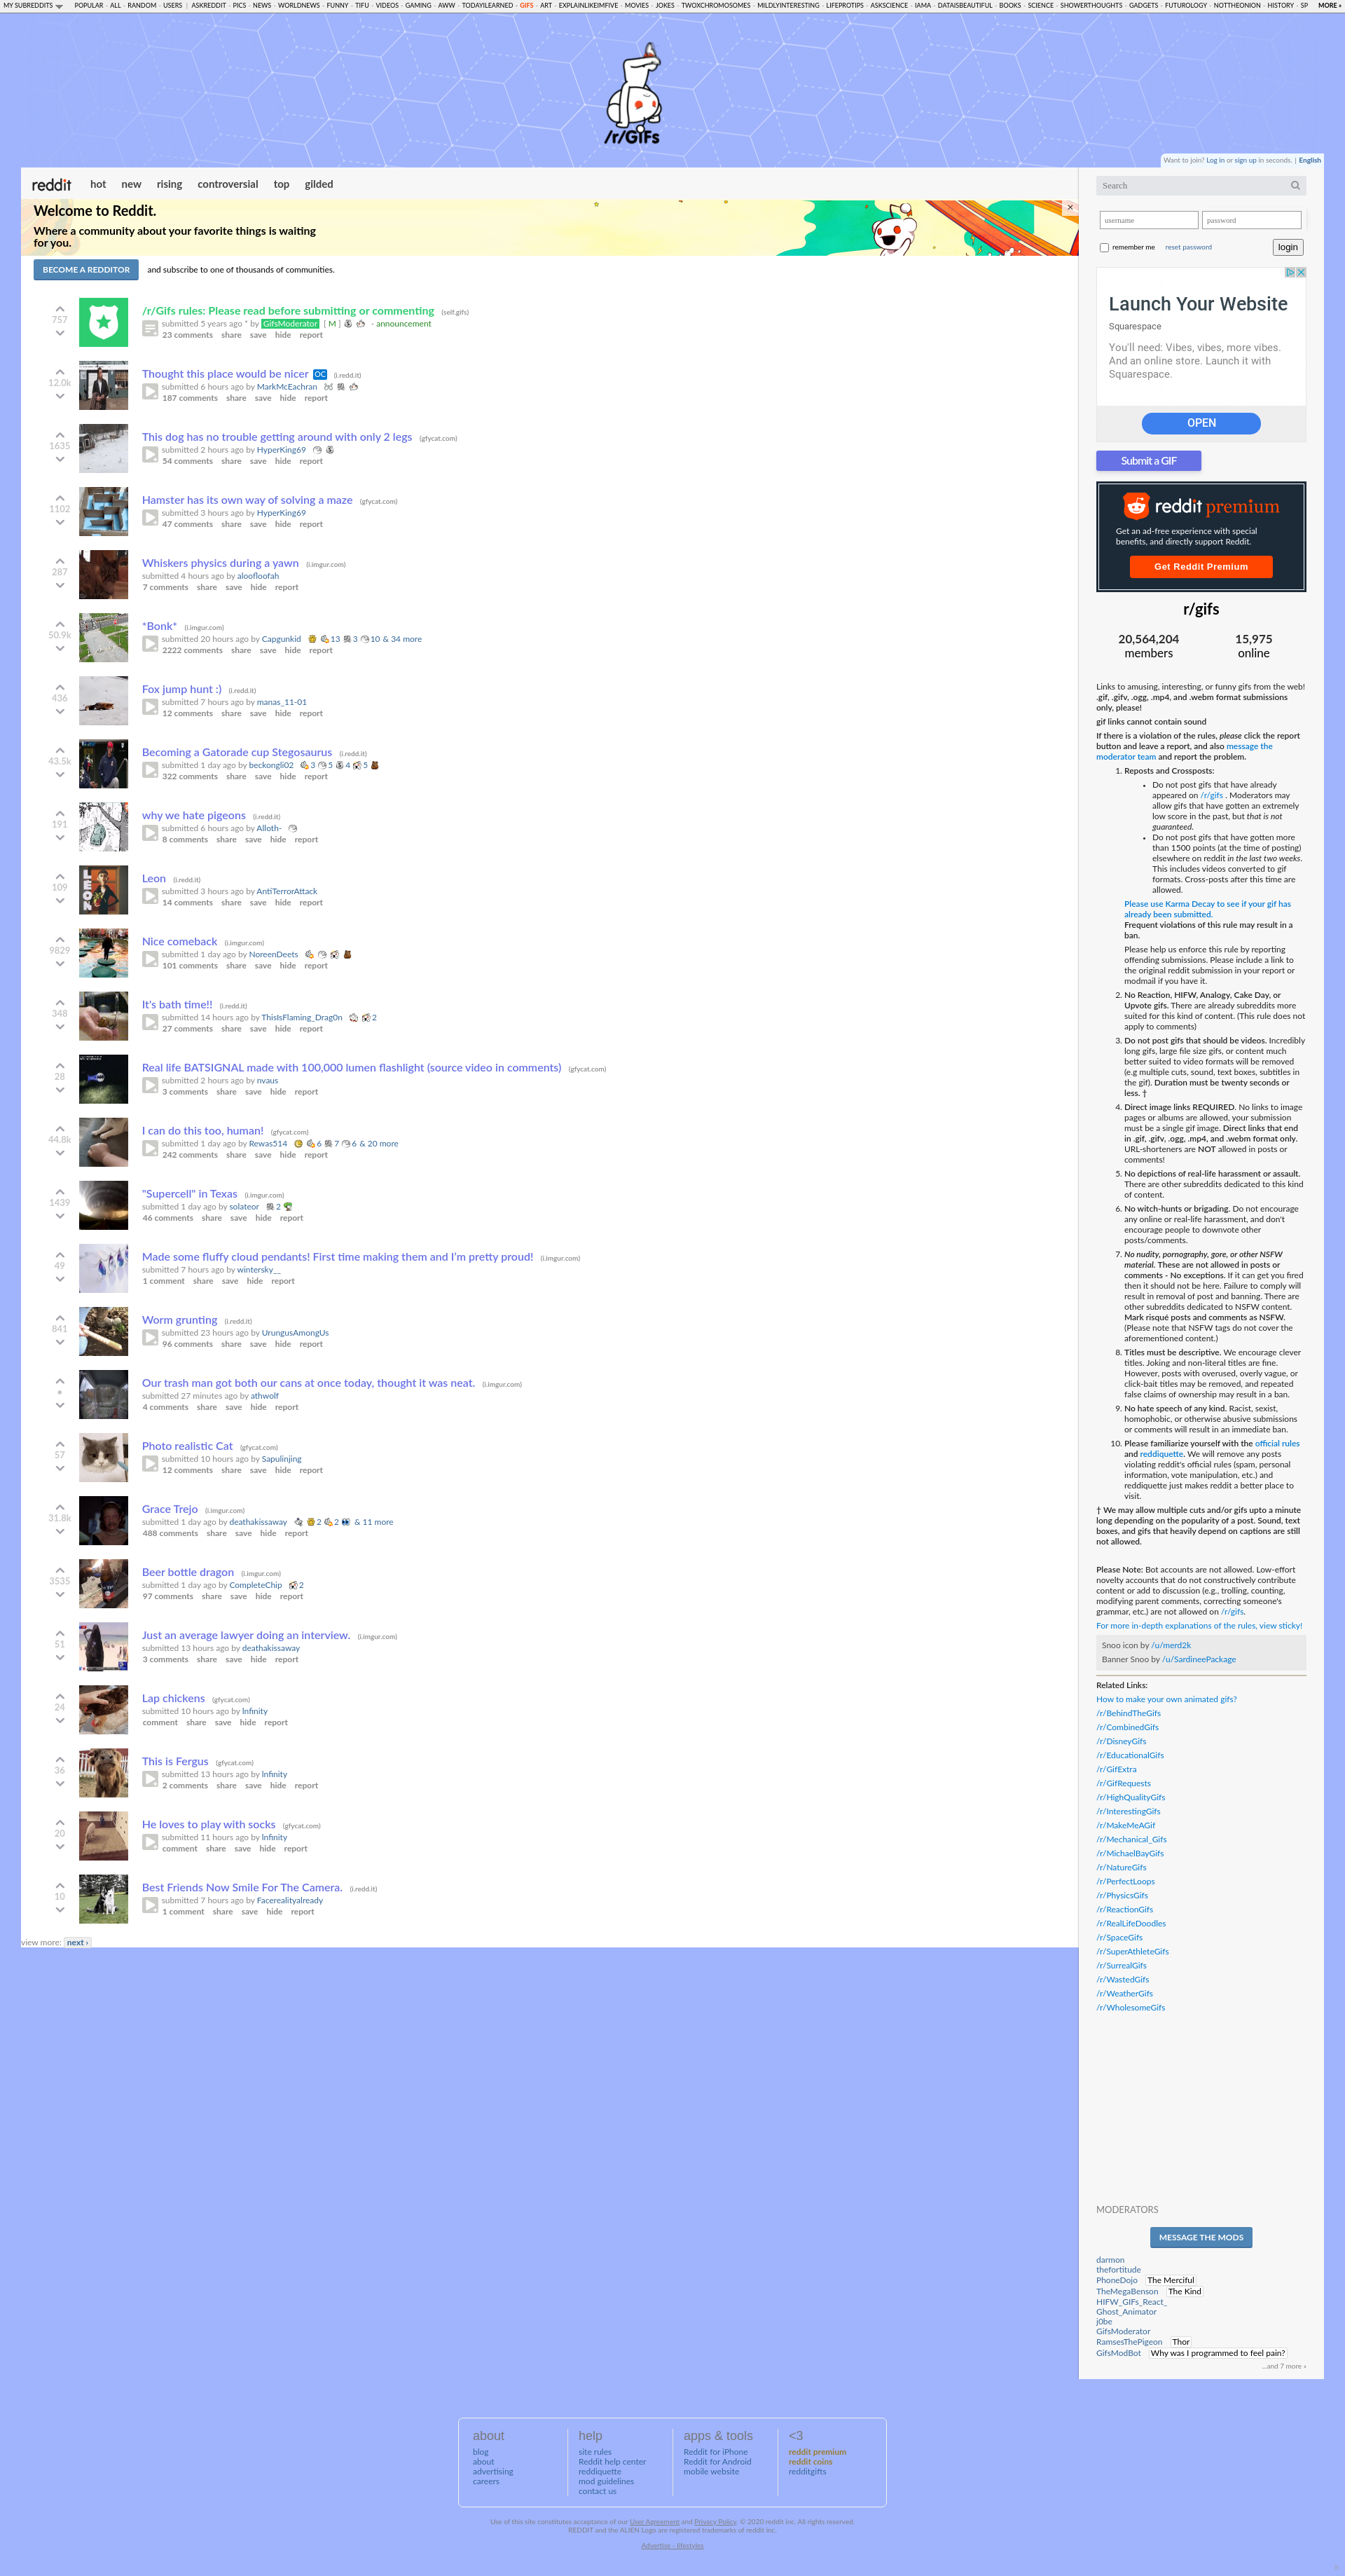 MY SUBREDDITS POPULAR - ALL - RANDOM - USERS | ASKREDDIT - PICS - NEWS - WORLDNEWS - FUNNY - TIFU - VIDEOS - GAMING - AWW - TODAYILEARNED - GIFS - ART - EXPLAINLIKEIMFIVE - MOVIES - JOKES - TWOXCHROMOSOMES - MILDLYINTERESTING - LIFEPROTIPS - ASKSCIENCE - IAMA - DATAISBEAUTIFUL - BOOKS - SCIENCE - SHOWERTHOUGHTS - GADGETS - FUTUROLOGY - NOTTHEONION - HISTORY - SP MORE »
/r/GIFs
Want to join? Log in or sign up in seconds. | English
reddit hot new rising controversial top gilded
Welcome to Reddit.
Where a community about your favorite things is waiting
for you.
×
BECOME A REDDITOR and subscribe to one of thousands of communities.
757
/r/Gifs rules: Please read before submitting or commenting (self.gifs)
submitted 5 years ago * by GifsModerator [ M ] - announcement
23 comments share save hide report
12.0k
Thought this place would be nicer OC (i.redd.it)
submitted 6 hours ago by MarkMcEachran
187 comments share save hide report
1635
This dog has no trouble getting around with only 2 legs (gfycat.com)
submitted 2 hours ago by HyperKing69
54 comments share save hide report
1102
Hamster has its own way of solving a maze (gfycat.com)
submitted 3 hours ago by HyperKing69
47 comments share save hide report
287
Whiskers physics during a yawn (i.imgur.com)
submitted 4 hours ago by aloofloofah
7 comments share save hide report
50.9k
*Bonk* (i.imgur.com)
submitted 20 hours ago by Capgunkid 13 3 10 & 34 more
2222 comments share save hide report
436
Fox jump hunt :) (i.redd.it)
submitted 7 hours ago by manas_11-01
12 comments share save hide report
43.5k
Becoming a Gatorade cup Stegosaurus (i.redd.it)
submitted 1 day ago by beckongli02 3 5 4 5
322 comments share save hide report
191
why we hate pigeons (i.redd.it)
submitted 6 hours ago by Alloth-
8 comments share save hide report
109
LEON
Leon (i.redd.it)
submitted 3 hours ago by AntiTerrorAttack
14 comments share save hide report
9829
Nice comeback (i.imgur.com)
submitted 1 day ago by NoreenDeets
101 comments share save hide report
348
It's bath time!! (i.redd.it)
submitted 14 hours ago by ThisIsFlaming_Drag0n 2
27 comments share save hide report
28
Real life BATSIGNAL made with 100,000 lumen flashlight (source video in comments) (gfycat.com)
submitted 2 hours ago by nvaus
3 comments share save hide report
44.8k
I can do this too, human! (gfycat.com)
submitted 1 day ago by Rewas514 6 7 6 & 20 more
242 comments share save hide report
1439
"Supercell" in Texas (i.imgur.com)
submitted 1 day ago by solateor 2
46 comments share save hide report
49
Made some fluffy cloud pendants! First time making them and I'm pretty proud! (i.imgur.com)
submitted 7 hours ago by wintersky__
1 comment share save hide report
841
Worm grunting (i.redd.it)
submitted 23 hours ago by UrungusAmongUs
96 comments share save hide report
•
Our trash man got both our cans at once today, thought it was neat. (i.imgur.com)
submitted 27 minutes ago by athwolf
4 comments share save hide report
57
Photo realistic Cat (gfycat.com)
submitted 10 hours ago by Sapulinjing
12 comments share save hide report
31.8k
Grace Trejo (i.imgur.com)
submitted 1 day ago by deathakissaway 2 2 & 11 more
488 comments share save hide report
3535
Beer bottle dragon (i.imgur.com)
submitted 1 day ago by CompleteChip 2
97 comments share save hide report
51
Just an average lawyer doing an interview. (i.imgur.com)
submitted 13 hours ago by deathakissaway
3 comments share save hide report
24
Lap chickens (gfycat.com)
submitted 10 hours ago by lnfinity
comment share save hide report
36
This is Fergus (gfycat.com)
submitted 13 hours ago by lnfinity
2 comments share save hide report
20
He loves to play with socks (gfycat.com)
submitted 11 hours ago by lnfinity
comment share save hide report
10
Best Friends Now Smile For The Camera. (i.redd.it)
submitted 7 hours ago by Facerealityalready
1 comment share save hide report
view more: next ›
Search
username password
remember me reset password login
Launch Your Website
Squarespace
You'll need: Vibes, vibes, more vibes.
And an online store. Launch it with
Squarespace.
OPEN
Submit a GIF
reddit premium
Get an ad-free experience with special
benefits, and directly support Reddit.
Get Reddit Premium
r/gifs
20,564,204 15,975
members online
Links to amusing, interesting, or funny gifs from the web!
.gif, .gifv, .ogg, .mp4, and .webm format submissions
only, please!
gif links cannot contain sound
If there is a violation of the rules, please click the report
button and leave a report, and also message the
moderator team and report the problem.
1. Reposts and Crossposts:
• Do not post gifs that have already
appeared on /r/gifs . Moderators may
allow gifs that have gotten an extremely
low score in the past, but that is not
guaranteed.
• Do not post gifs that have gotten more
than 1500 points (at the time of posting)
elsewhere on reddit in the last two weeks.
This includes videos converted to gif
formats. Cross-posts after this time are
allowed.
Please use Karma Decay to see if your gif has
already been submitted.
Frequent violations of this rule may result in a
ban.
Please help us enforce this rule by reporting
offending submissions. Please include a link to
the original reddit submission in your report or
modmail if you have it.
2. No Reaction, HIFW, Analogy, Cake Day, or
Upvote gifs. There are already subreddits more
suited for this kind of content. (This rule does not
apply to comments)
3. Do not post gifs that should be videos. Incredibly
long gifs, large file size gifs, or content much
better suited to video formats will be removed
(e.g multiple cuts, sound, text boxes, subtitles in
the gif). Duration must be twenty seconds or
less. †
4. Direct image links REQUIRED. No links to image
pages or albums are allowed, your submission
must be a single gif image. Direct links that end
in .gif, .gifv, .ogg, .mp4, and .webm format only.
URL-shorteners are NOT allowed in posts or
comments!
5. No depictions of real-life harassment or assault.
There are other subreddits dedicated to this kind
of content.
6. No witch-hunts or brigading. Do not encourage
any online or real-life harassment, and don't
encourage people to downvote other
posts/comments.
7. No nudity, pornography, gore, or other NSFW
material. These are not allowed in posts or
comments - No exceptions. If it can get you fired
then it should not be here. Failure to comply will
result in removal of post and banning. There are
other subreddits dedicated to NSFW content.
Mark risqué posts and comments as NSFW.
(Please note that NSFW tags do not cover the
aforementioned content.)
8. Titles must be descriptive. We encourage clever
titles. Joking and non-literal titles are fine.
However, posts with overused, overly vague, or
click-bait titles may be removed, and repeated
false claims of ownership may result in a ban.
9. No hate speech of any kind. Racist, sexist,
homophobic, or otherwise abusive submissions
or comments will result in an immediate ban.
10. Please familiarize yourself with the official rules
and reddiquette. We will remove any posts
violating reddit's official rules (spam, personal
information, vote manipulation, etc.) and
reddiquette just makes reddit a better place to
visit.
† We may allow multiple cuts and/or gifs upto a minute
long depending on the popularity of a post. Sound, text
boxes, and gifs that heavily depend on captions are still
not allowed.
Please Note: Bot accounts are not allowed. Low-effort
novelty accounts that do not constructively contribute
content or add to discussion (e.g., trolling, counting,
modifying parent comments, correcting someone's
grammar, etc.) are not allowed on /r/gifs.
For more in-depth explanations of the rules, view sticky!
Snoo icon by /u/merd2k
Banner Snoo by /u/SardineePackage
Related Links:
How to make your own animated gifs?
/r/BehindTheGifs
/r/CombinedGifs
/r/DisneyGifs
/r/EducationalGifs
/r/GifExtra
/r/GifRequests
/r/HighQualityGifs
/r/InterestingGifs
/r/MakeMeAGif
/r/Mechanical_Gifs
/r/MichaelBayGifs
/r/NatureGifs
/r/PerfectLoops
/r/PhysicsGifs
/r/ReactionGifs
/r/RealLifeDoodles
/r/SpaceGifs
/r/SuperAthleteGifs
/r/SurrealGifs
/r/WastedGifs
/r/WeatherGifs
/r/WholesomeGifs
MODERATORS
MESSAGE THE MODS
darmon
thefortitude
PhoneDojo The Merciful
TheMegaBenson The Kind
HIFW_GIFs_React_
Ghost_Animator
j0be
GifsModerator
RamsesThePigeon Thor
GifsModBot Why was I programmed to feel pain?
...and 7 more »
about
blog
about
advertising
careers
help
site rules
Reddit help center
reddiquette
mod guidelines
contact us
apps & tools
Reddit for iPhone
Reddit for Android
mobile website
<3
reddit premium
reddit coins
redditgifts
Use of this site constitutes acceptance of our User Agreement and Privacy Policy. © 2020 reddit inc. All rights reserved.
REDDIT and the ALIEN Logo are registered trademarks of reddit inc.
Advertise - lifestyles